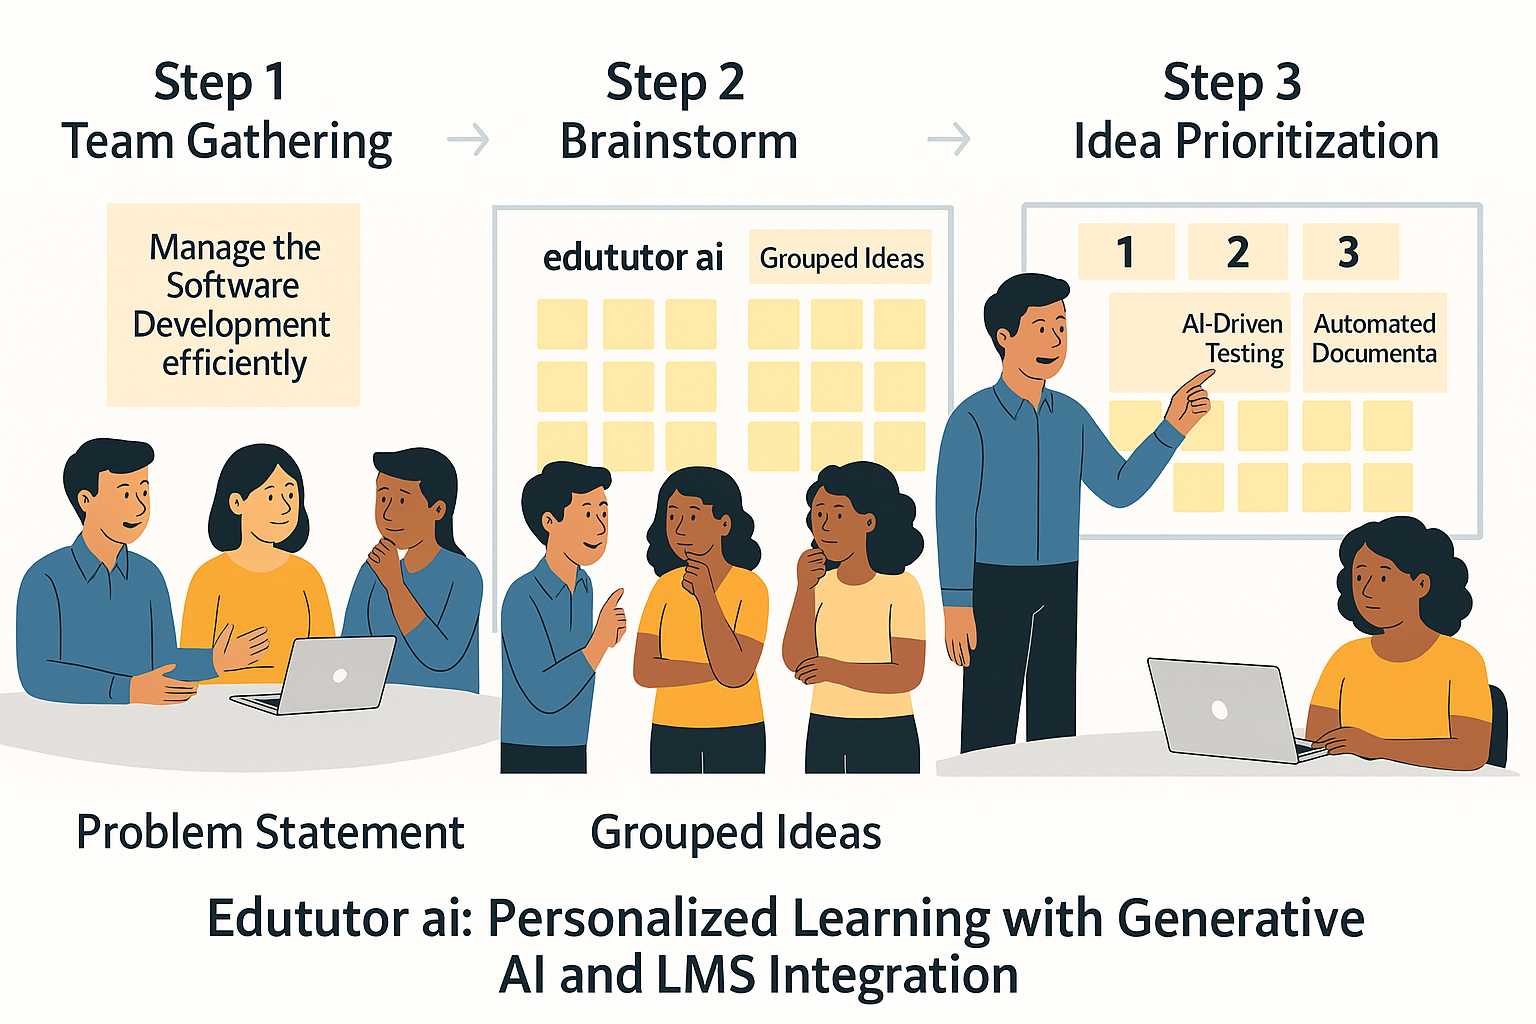 Step 1
Team Gathering
Step 2
Brainstorm
Step 3
Idea Prioritization
Manage the
Software
Development
efficiently
edututor ai
Grouped Ideas
1
2
3
AI-Driven
Testing
Automated
Documenta
Problem Statement
Grouped Ideas
Edututor ai: Personalized Learning with Generative
AI and LMS Integration